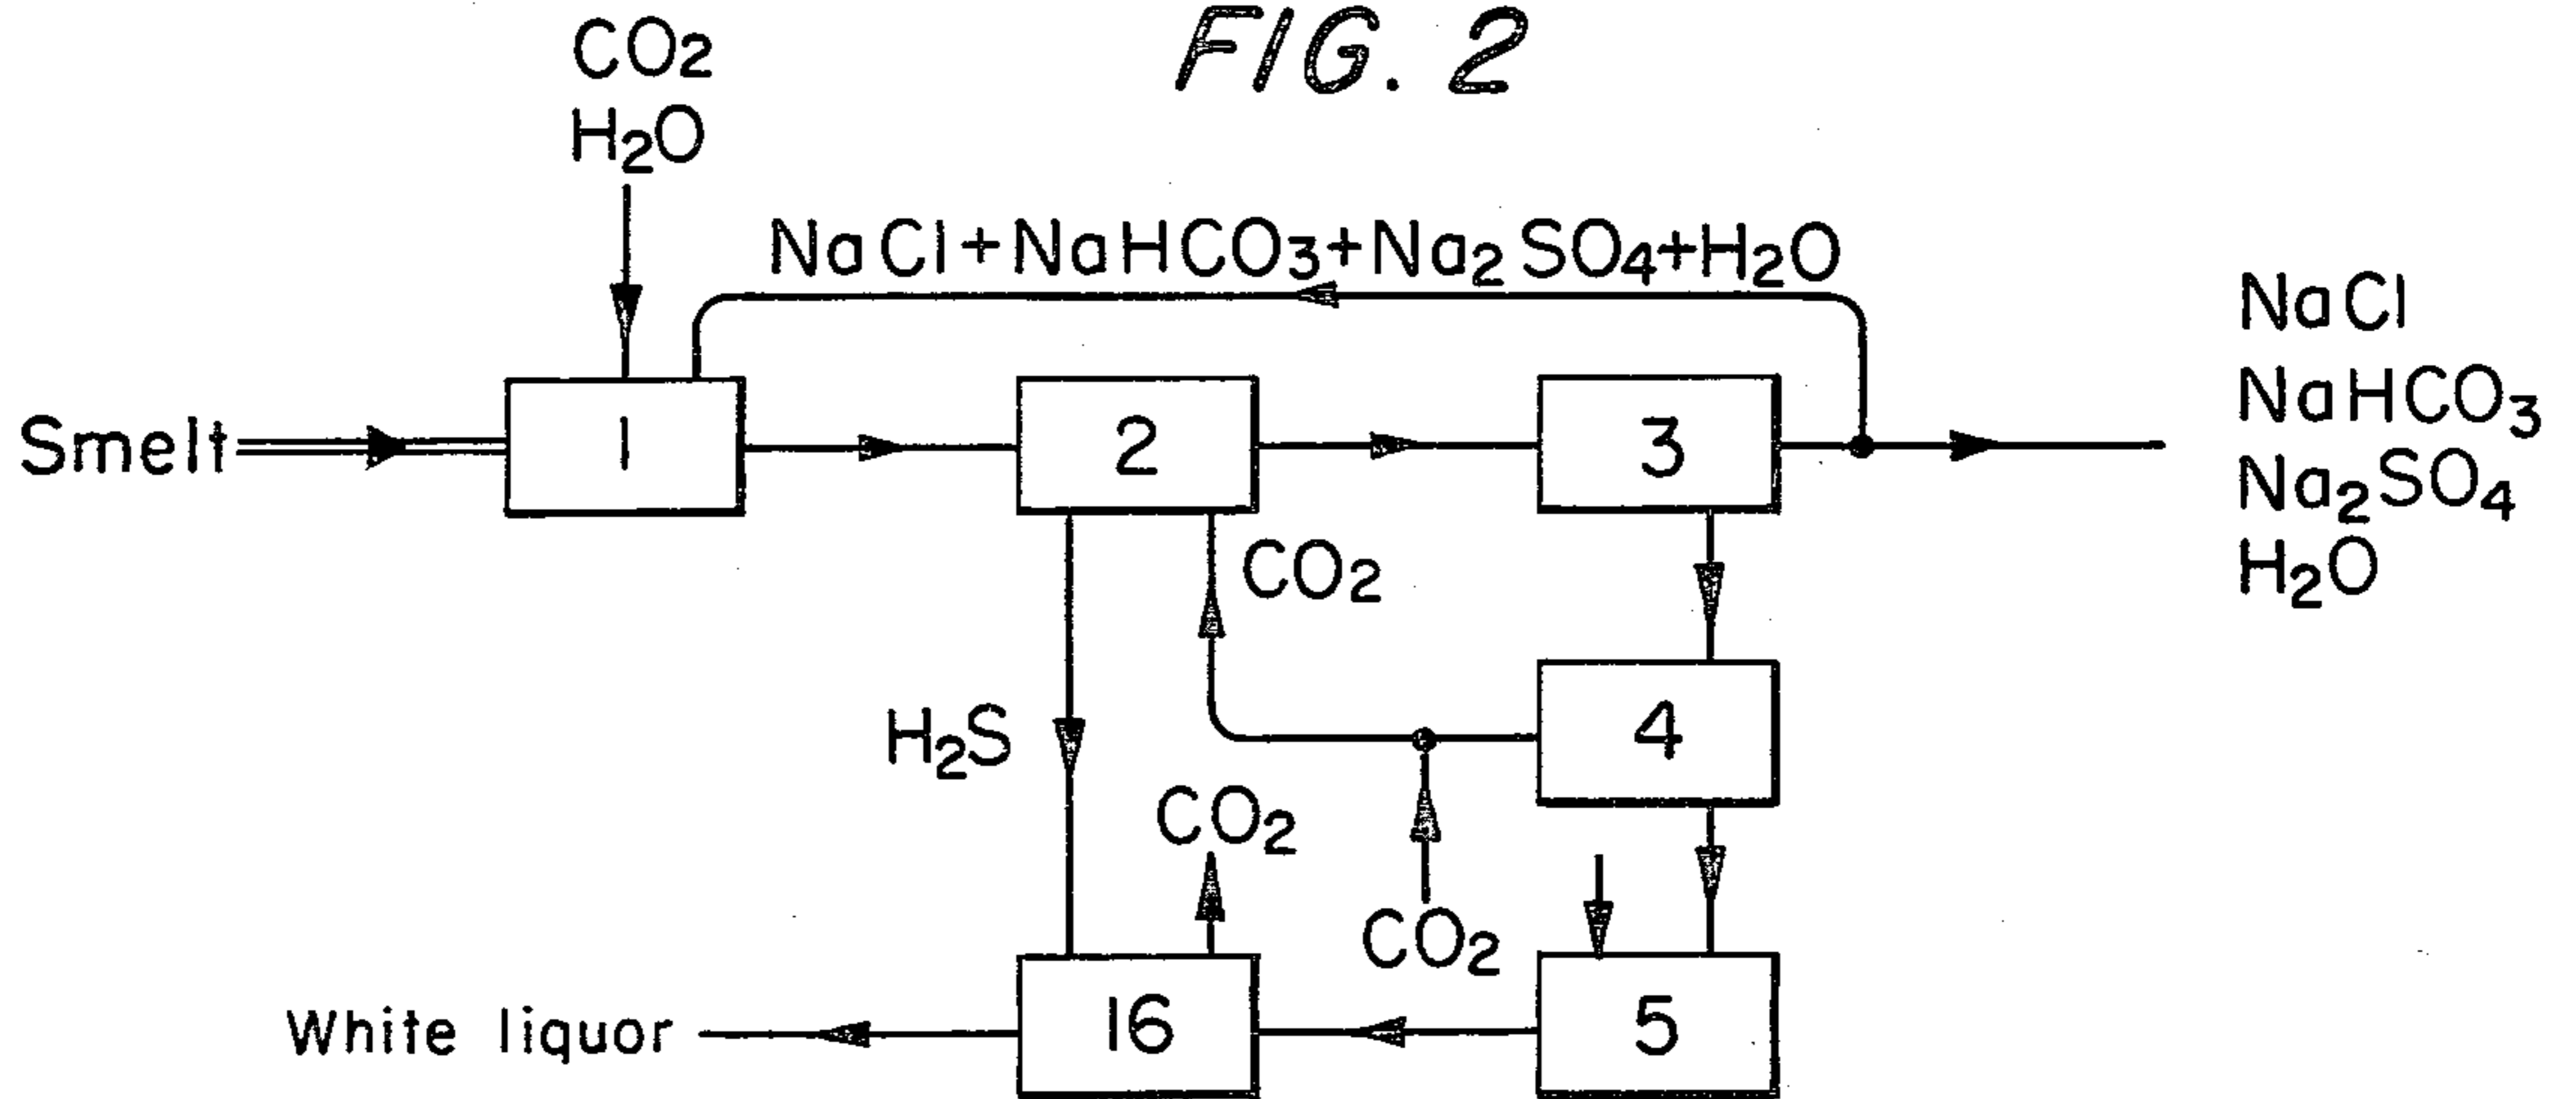 FIG. 2
CO2
H2O
NaCl+NaHCO3+Na2SO4+H2O
NaCl
NaHCO3
Na2SO4
H2O
Smelt
1
2
3
CO2
4
H2S
CO2
CO2
White liquor
16
5